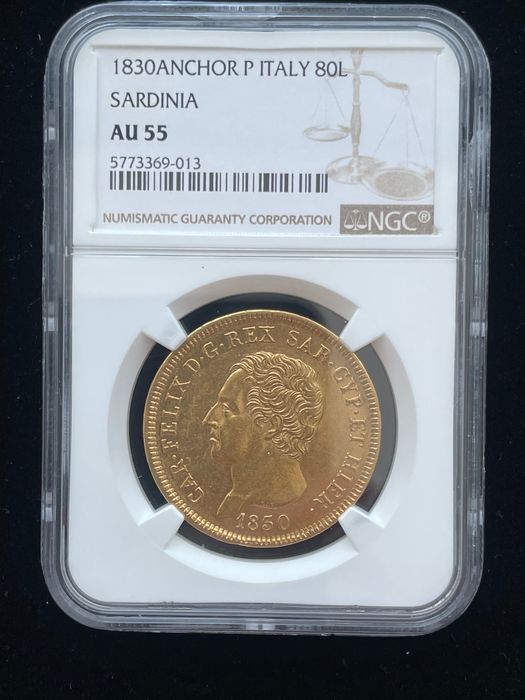 1830ANCHOR P ITALY 80L
SARDINIA
AU 55
5773369-013
NUMISMATIC GUARANTY CORPORATION NGC®
CAR·FELIX D·G·REX SAR·CYP·ET HIER·
1830